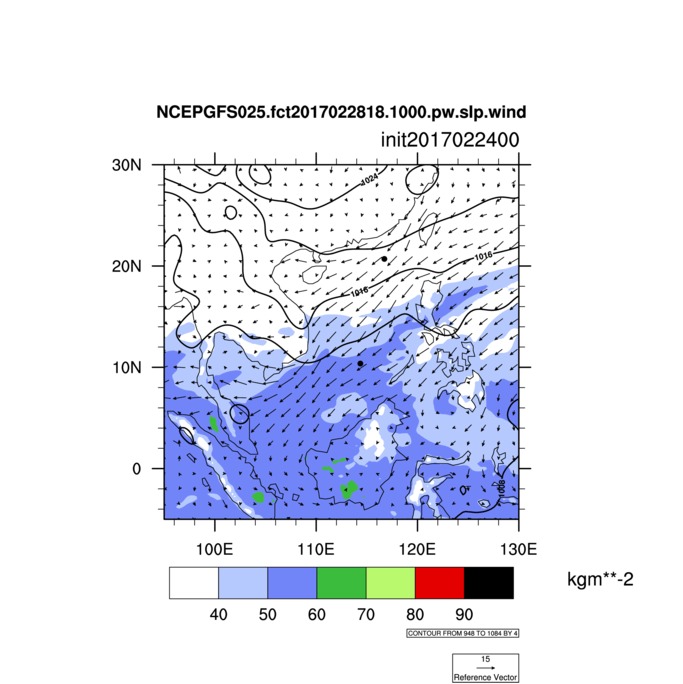 NCEPGFS025.fct2017022818.1000.pw.slp.wind
init2017022400
30N
1024
20N
1016
1016
10N
0
1008
100E 110E 120E 130E
40 50 60 70 80 90
kgm**-2
CONTOUR FROM 948 TO 1084 BY 4
15
Reference Vector